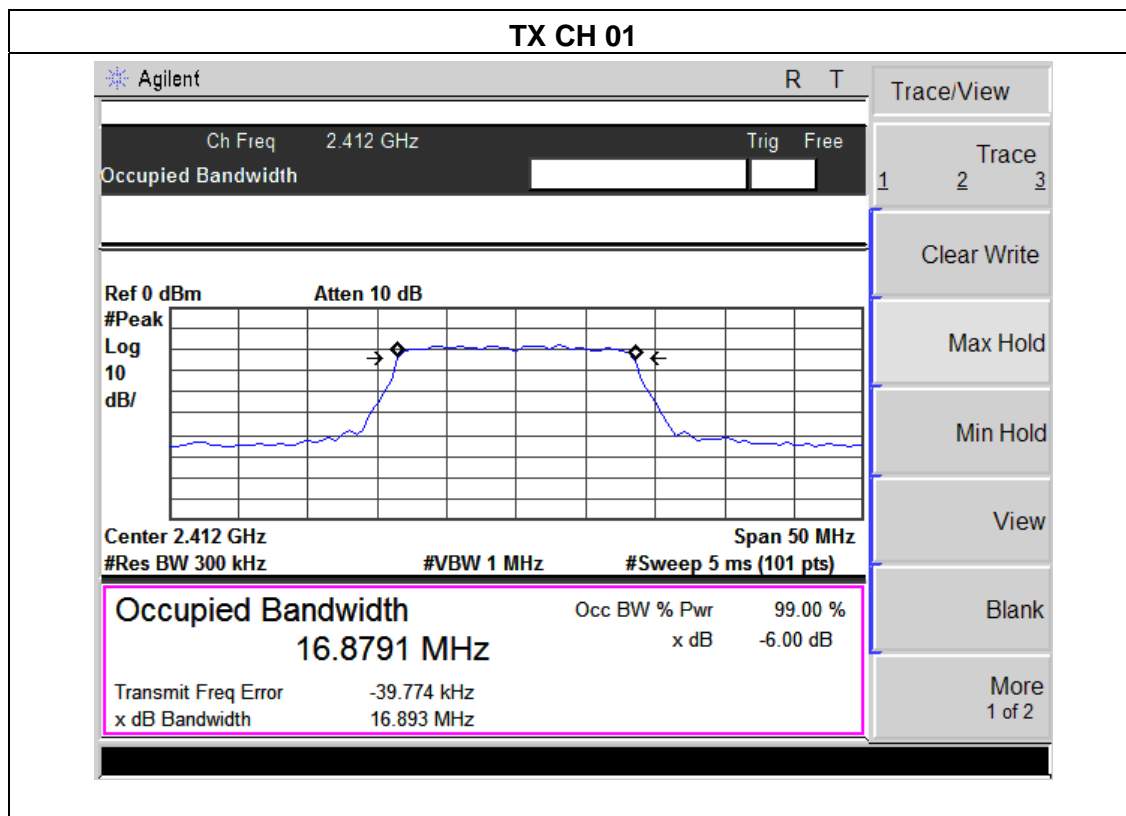 TX CH 01
Agilent R T
Trace/View
Ch Freq 2.412 GHz Trig Free
Occupied Bandwidth
Trace
1 2 3
Clear Write
Ref 0 dBm Atten 10 dB
#Peak
Log
10
dB/
Max Hold
Min Hold
View
Center 2.412 GHz Span 50 MHz
#Res BW 300 kHz #VBW 1 MHz #Sweep 5 ms (101 pts)
Occupied Bandwidth Occ BW % Pwr 99.00 %
16.8791 MHz x dB -6.00 dB
Blank
Transmit Freq Error -39.774 kHz
x dB Bandwidth 16.893 MHz
More
1 of 2